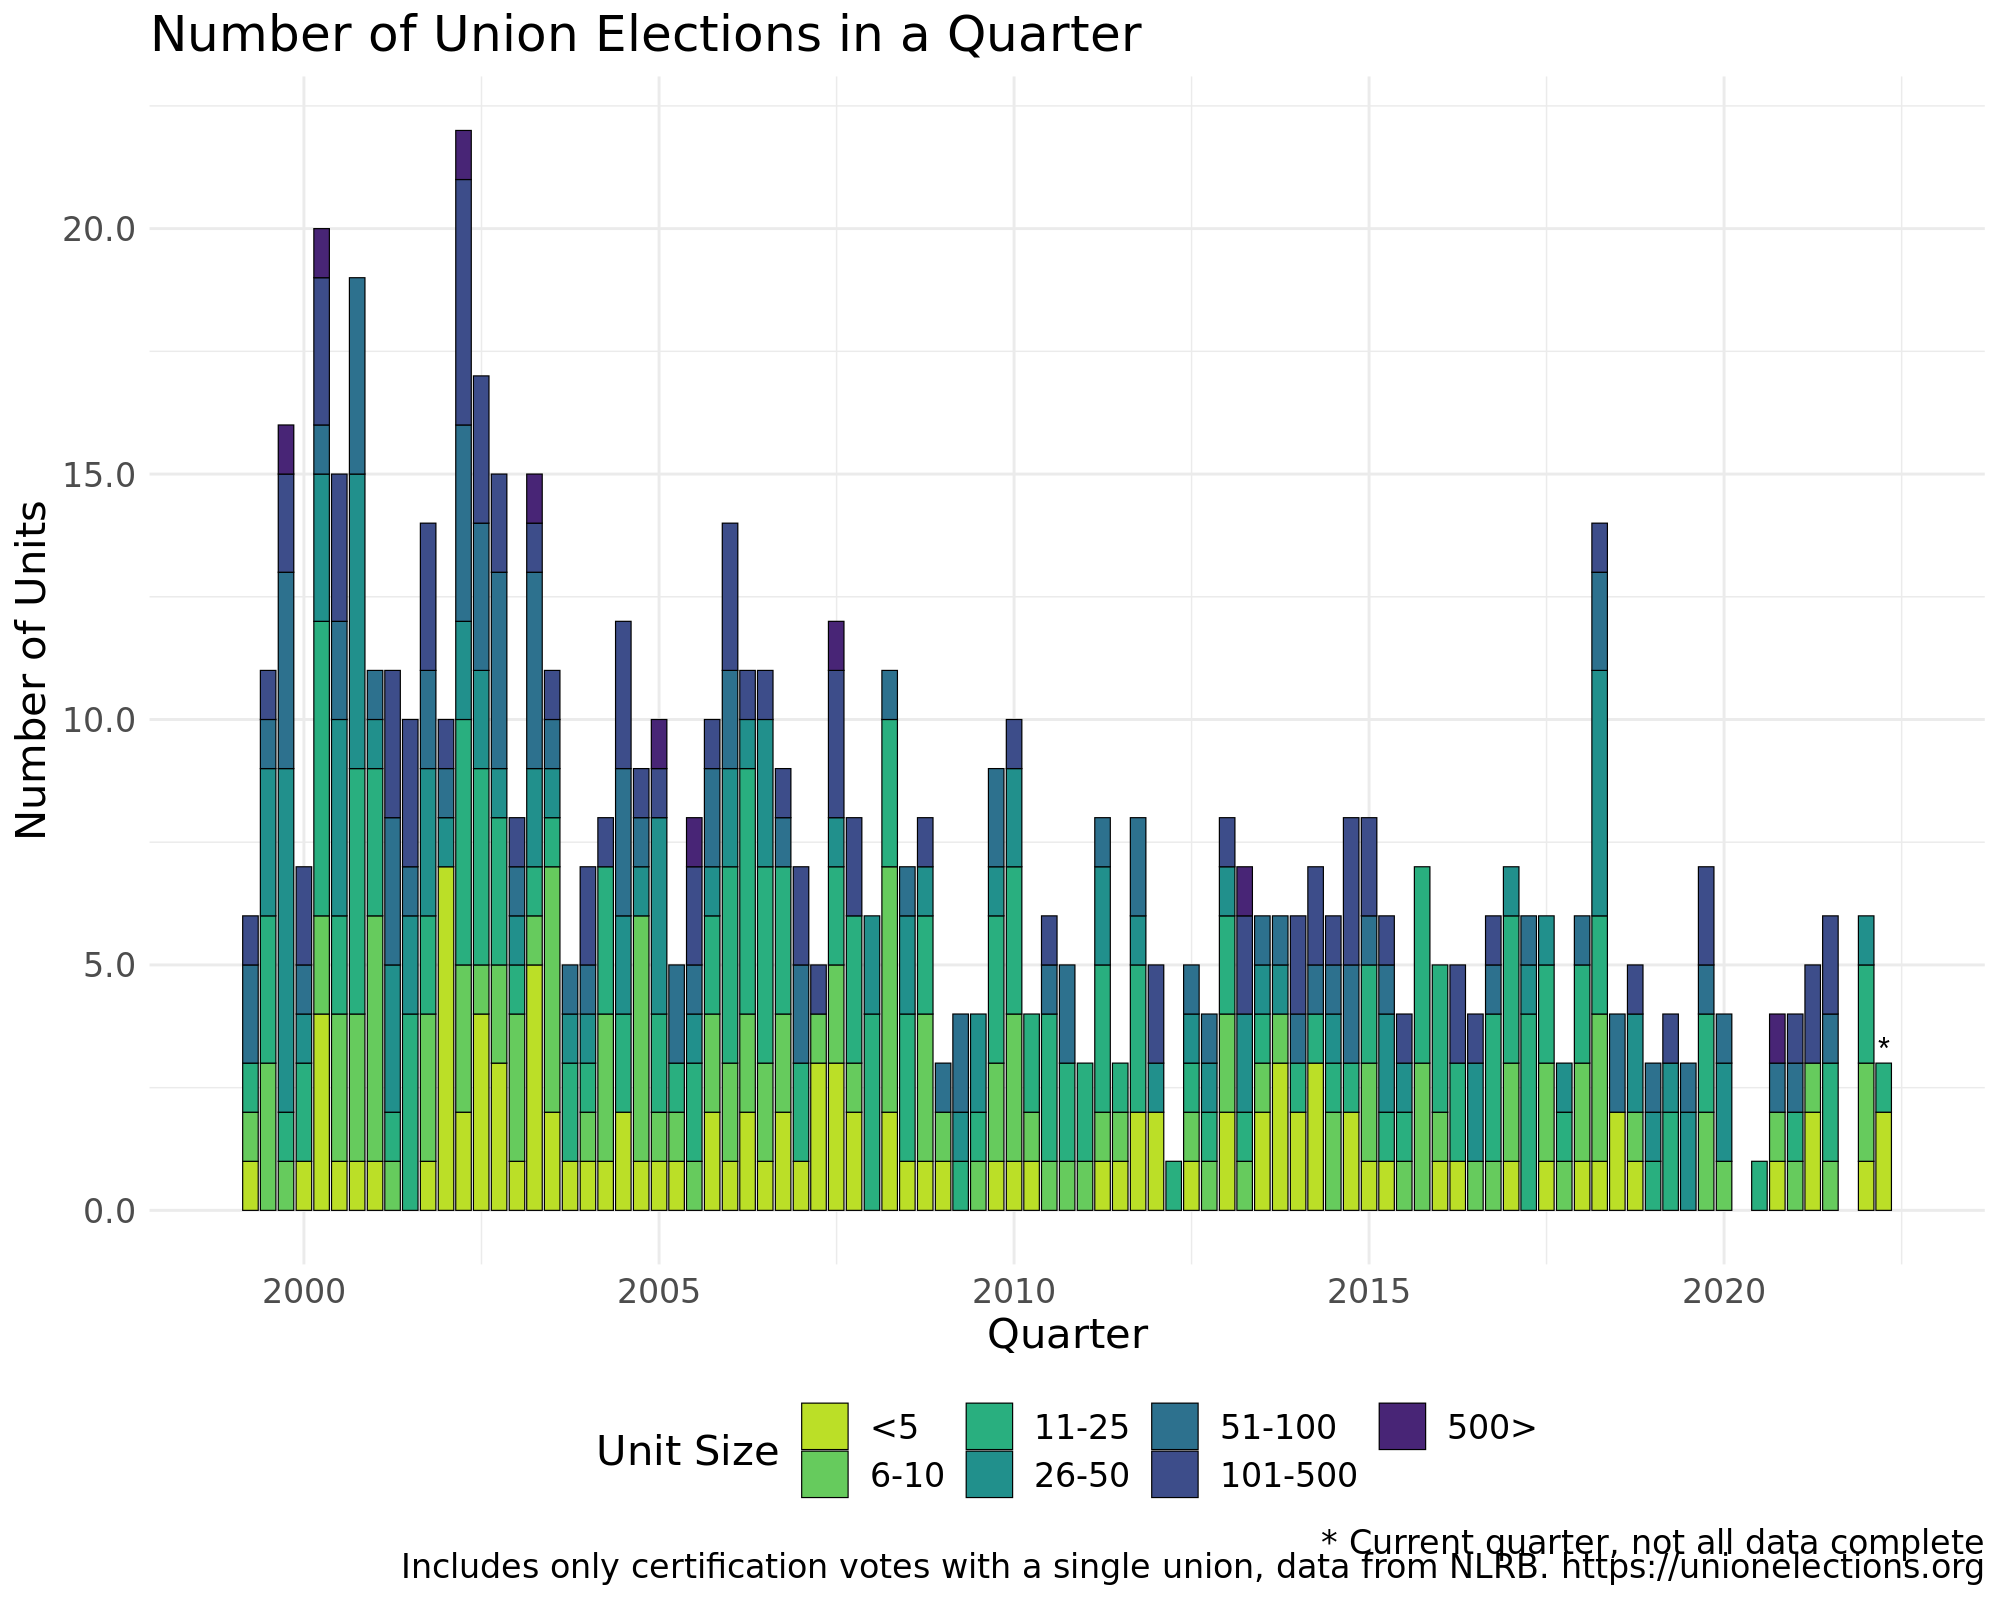 Number of Union Elections in a Quarter
Number of Units
20.0
15.0
10.0
5.0
0.0
*
2000 2005 2010 2015 2020
Quarter
Unit Size
<5 11-25 51-100 500>
6-10 26-50 101-500
* Current quarter, not all data complete
Includes only certification votes with a single union, data from NLRB. https://unionelections.org